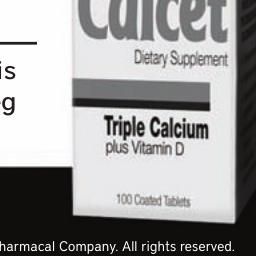 Calcet
Dietary Supplement
is
g
Triple Calcium
plus Vitamin D
100 Coated Tablets
harmacal Company. All rights reserved.